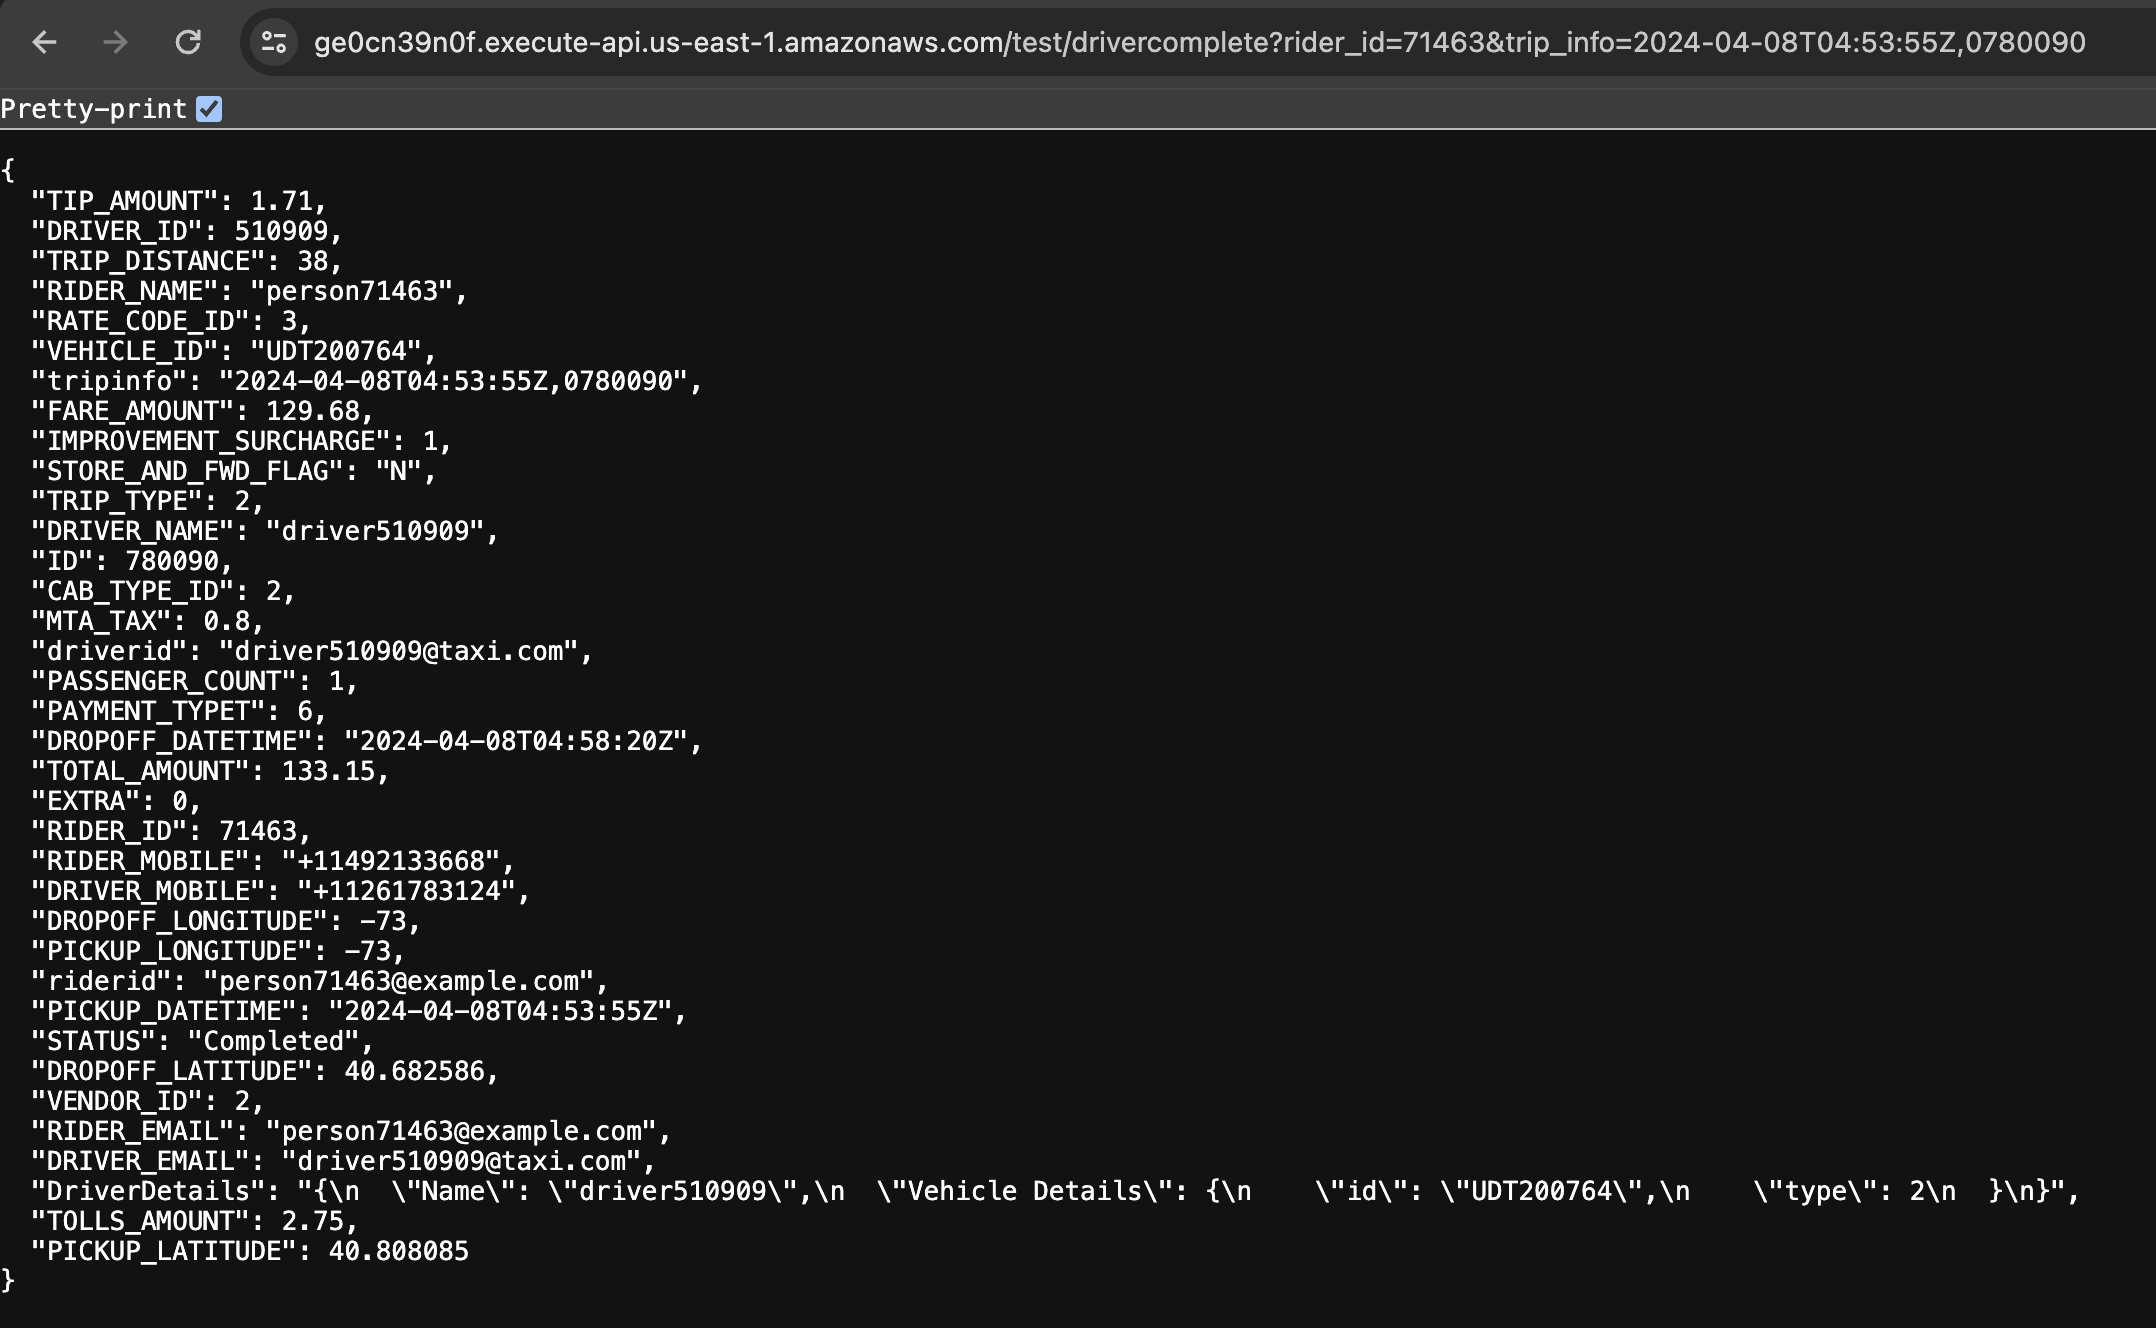 ge0cn39n0f.execute-api.us-east-1.amazonaws.com/test/drivercomplete?rider_id=71463&trip_info=2024-04-08T04:53:55Z,0780090
Pretty-print
{
  "TIP_AMOUNT": 1.71,
  "DRIVER_ID": 510909,
  "TRIP_DISTANCE": 38,
  "RIDER_NAME": "person71463",
  "RATE_CODE_ID": 3,
  "VEHICLE_ID": "UDT200764",
  "tripinfo": "2024-04-08T04:53:55Z,0780090",
  "FARE_AMOUNT": 129.68,
  "IMPROVEMENT_SURCHARGE": 1,
  "STORE_AND_FWD_FLAG": "N",
  "TRIP_TYPE": 2,
  "DRIVER_NAME": "driver510909",
  "ID": 780090,
  "CAB_TYPE_ID": 2,
  "MTA_TAX": 0.8,
  "driverid": "driver510909@taxi.com",
  "PASSENGER_COUNT": 1,
  "PAYMENT_TYPET": 6,
  "DROPOFF_DATETIME": "2024-04-08T04:58:20Z",
  "TOTAL_AMOUNT": 133.15,
  "EXTRA": 0,
  "RIDER_ID": 71463,
  "RIDER_MOBILE": "+11492133668",
  "DRIVER_MOBILE": "+11261783124",
  "DROPOFF_LONGITUDE": -73,
  "PICKUP_LONGITUDE": -73,
  "riderid": "person71463@example.com",
  "PICKUP_DATETIME": "2024-04-08T04:53:55Z",
  "STATUS": "Completed",
  "DROPOFF_LATITUDE": 40.682586,
  "VENDOR_ID": 2,
  "RIDER_EMAIL": "person71463@example.com",
  "DRIVER_EMAIL": "driver510909@taxi.com",
  "DriverDetails": "{\n  \"Name\": \"driver510909\",\n  \"Vehicle Details\": {\n    \"id\": \"UDT200764\",\n    \"type\": 2\n  }\n}",
  "TOLLS_AMOUNT": 2.75,
  "PICKUP_LATITUDE": 40.808085
}